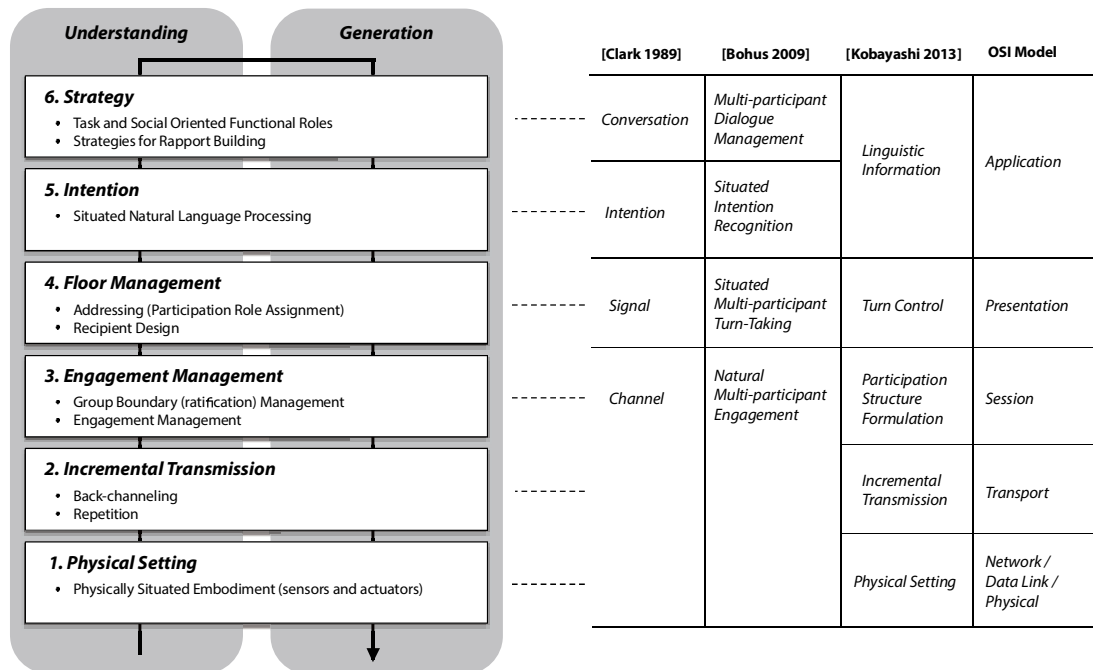 Understanding
Generation
6. Strategy
• Task and Social Oriented Functional Roles
• Strategies for Rapport Building
5. Intention
• Situated Natural Language Processing
4. Floor Management
• Addressing (Participation Role Assignment)
• Recipient Design
3. Engagement Management
• Group Boundary (ratification) Management
• Engagement Management
2. Incremental Transmission
• Back-channeling
• Repetition
1. Physical Setting
• Physically Situated Embodiment (sensors and actuators)
[Clark 1989]
[Bohus 2009]
[Kobayashi 2013]
OSI Model
Conversation
Multi-participant
Dialogue
Management
Linguistic
Information
Application
Intention
Situated
Intention
Recognition
Signal
Situated
Multi-participant
Turn-Taking
Turn Control
Presentation
Channel
Natural
Multi-participant
Engagement
Participation
Structure
Formulation
Session
Incremental
Transmission
Transport
Physical Setting
Network /
Data Link /
Physical